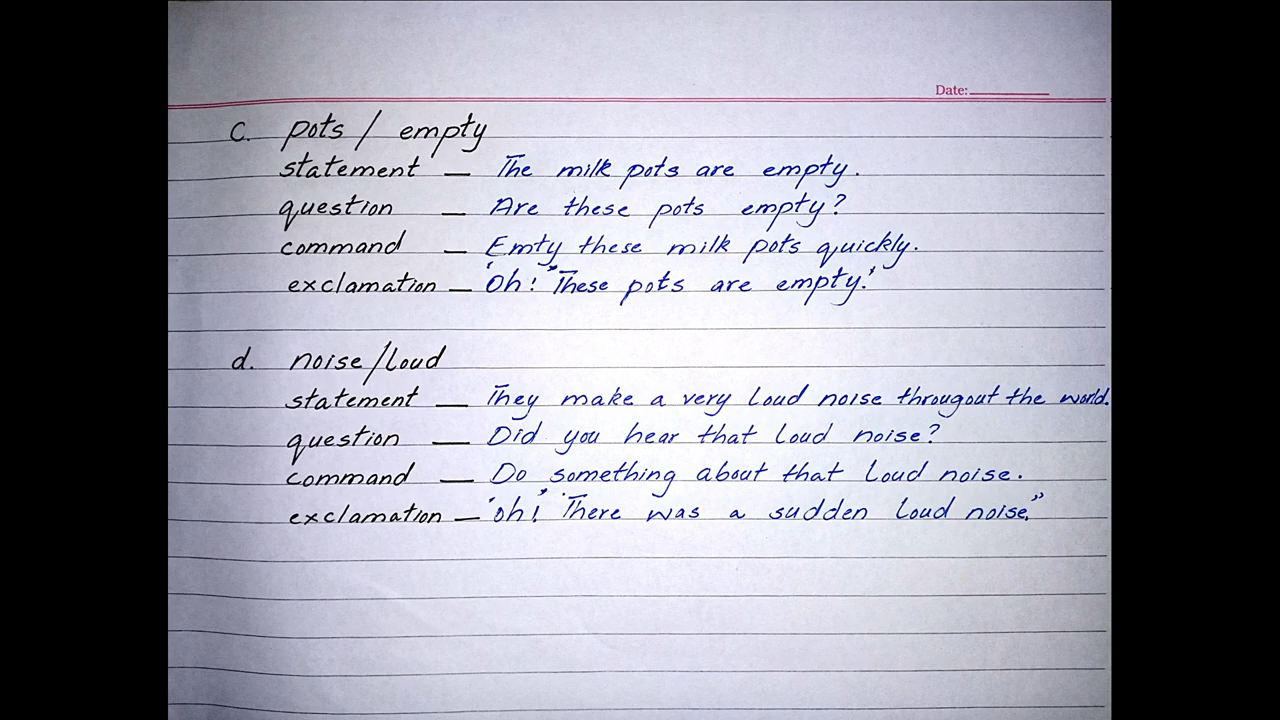 Date:
c. pots / empty
statement — The milk pots are empty.
question — Are these pots empty?
command — Emty these milk pots quickly.
exclamation — 'Oh!' 'These pots are empty.'
d. noise/loud
statement — They make a very loud noise througout the world.
question — Did you hear that loud noise?
command — Do something about that loud noise.
exclamation — 'oh!' 'There was a sudden loud noise.”